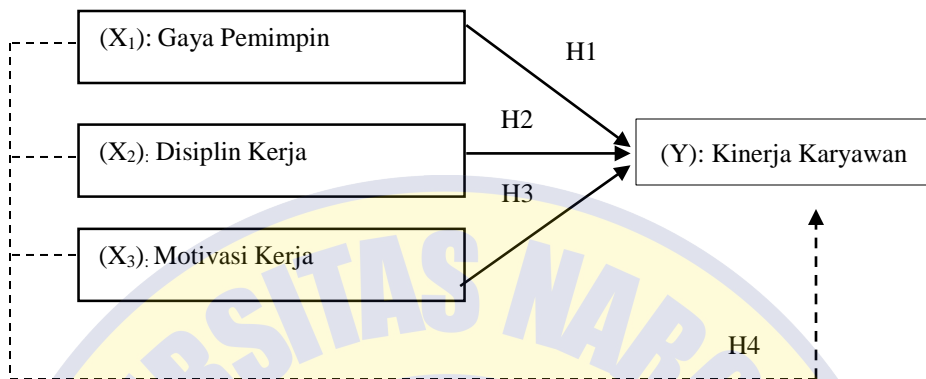 (X₁): Gaya Pemimpin
H1
H2
(X₂): Disiplin Kerja
(Y): Kinerja Karyawan
H3
(X₃): Motivasi Kerja
H4